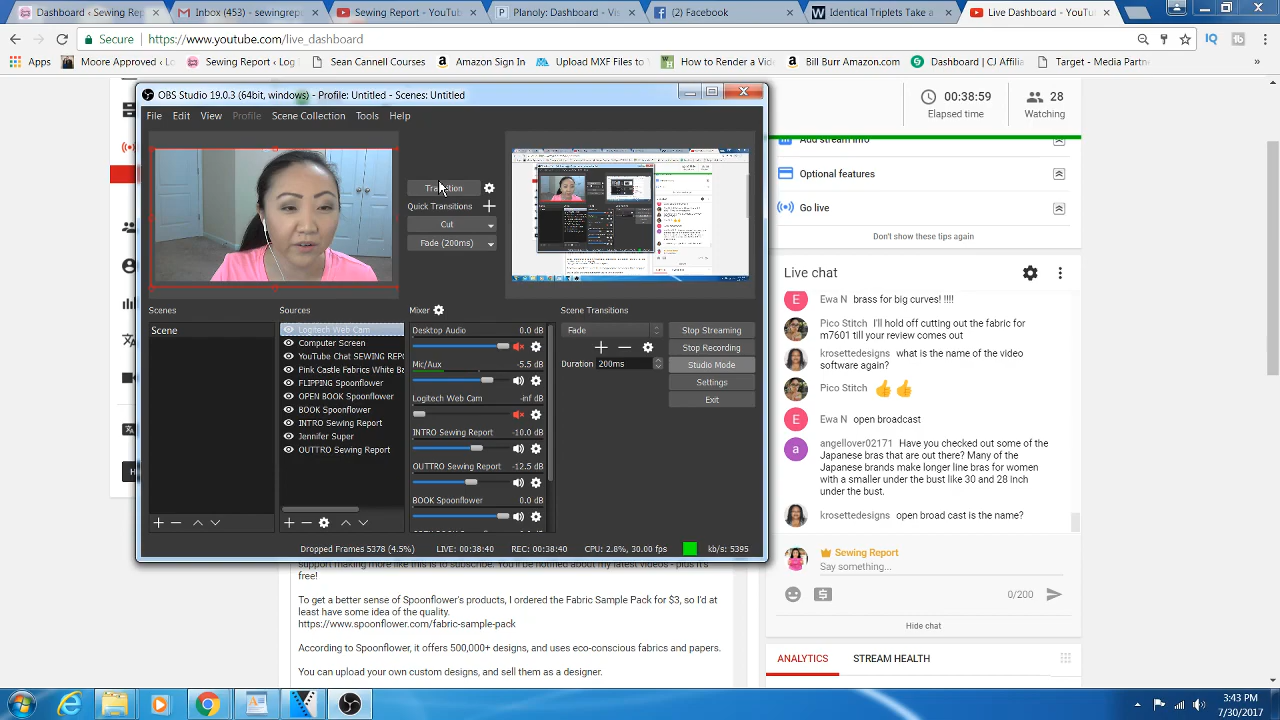 Dashboard « Sewing R
Inbox (453) - sewingrepor
Sewing Report - YouTube
Planoly: Dashboard - Vis
(2) Facebook
Identical Triplets Take a
Live Dashboard - YouTu
Secure
https://www.youtube.com/live_dashboard
Apps
Moore Approved ‹ Lo
Sewing Report ‹ Log
Sean Cannell Courses
Amazon Sign In
Upload MXF Files to
Make a Living Writin
Bill Burr Amazon.com
Dashboard | CJ Affilia
Target - Media Partn
OBS Studio 19.0.3 (64bit, windows) - Profile: Untitled - Scenes: Untitled
File Edit View Profile Scene Collection Tools Help
Quick Transitions
Cut
Fade (200ms)
Scenes
Scene
Sources
Logitech Web Cam
Computer Screen
YouTube Chat SEWING REP
Pink Castle Fabrics White Ba
FLIPPING Spoonflower
OPEN BOOK Spoonflower
BOOK Spoonflower
INTRO Sewing Report
Jennifer Super
OUTTRO Sewing Report
Mixer
Desktop Audio 0.0 dB
Mic/Aux -5.5 dB
Logitech Web Cam -inf dB
INTRO Sewing Report -10.0 dB
OUTTRO Sewing Report -12.5 dB
BOOK Spoonflower 0.0 dB
Scene Transitions
Fade
Duration 200ms
Stop Streaming
Stop Recording
Studio Mode
Settings
Exit
Dropped Frames 5378 (4.5%) LIVE: 00:38:40 REC: 00:38:40 CPU: 2.8%, 30.00 fps kb/s: 5395
00:38:59
Elapsed time
28
Watching
Add stream info
Optional features
Go live
Don't show these tips again
Live chat
Ewa N brass for big curves! !!!!
Pico Stitch I'll hold off cutting out the fabric for
m7601 till your review comes out
krosettedesigns what is the name of the video
software again?
Pico Stitch 👍👍
Ewa N open broadcast
angellover02171 Have you checked out some of the
Japanese bras that are out there? Many of the
Japanese brands make longer line bras for women
with a smaller under the bust like 30 and 28 inch
under the bust.
krosettedesigns open broad cast is the name?
Sewing Report
Say something...
0/200
Hide chat
ANALYTICS STREAM HEALTH
support making more like this is to subscribe. You'll be notified about my latest videos - plus it's
free!
To get a better sense of Spoonflower's products, I ordered the Fabric Sample Pack for $3, so I'd at
least have some idea of the quality.
https://www.spoonflower.com/fabric-sample-pack
According to Spoonflower, it offers 500,000+ designs, and uses eco-conscious fabrics and papers.
You can upload your own custom designs, and sell them as a designer.
3:43 PM
7/30/2017